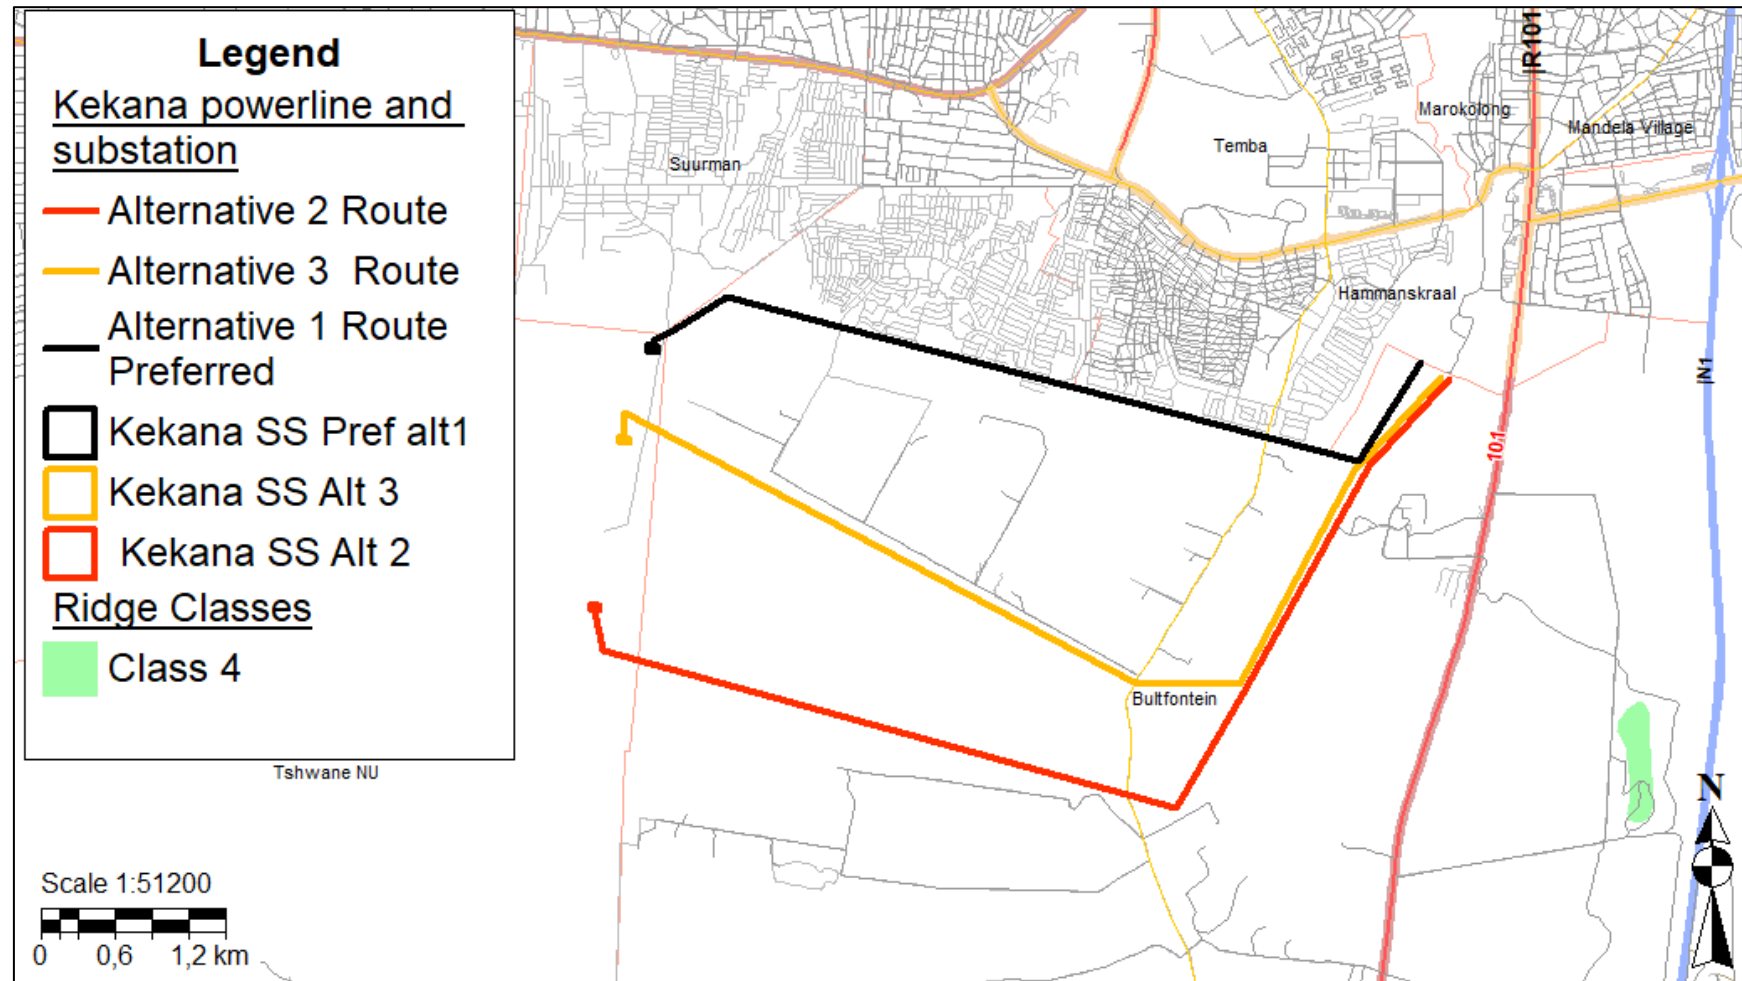 Legend
Kekana powerline and
substation
Alternative 2 Route
Alternative 3 Route
Alternative 1 Route
Preferred
Kekana SS Pref alt1
Kekana SS Alt 3
Kekana SS Alt 2
Ridge Classes
Class 4
Tshwane NU
Scale 1:51200
0 0,6 1,2 km
Suurman
Temba
Marokolong
Mandela Village
R101
Hammanskraal
N1
101
Bultfontein
N